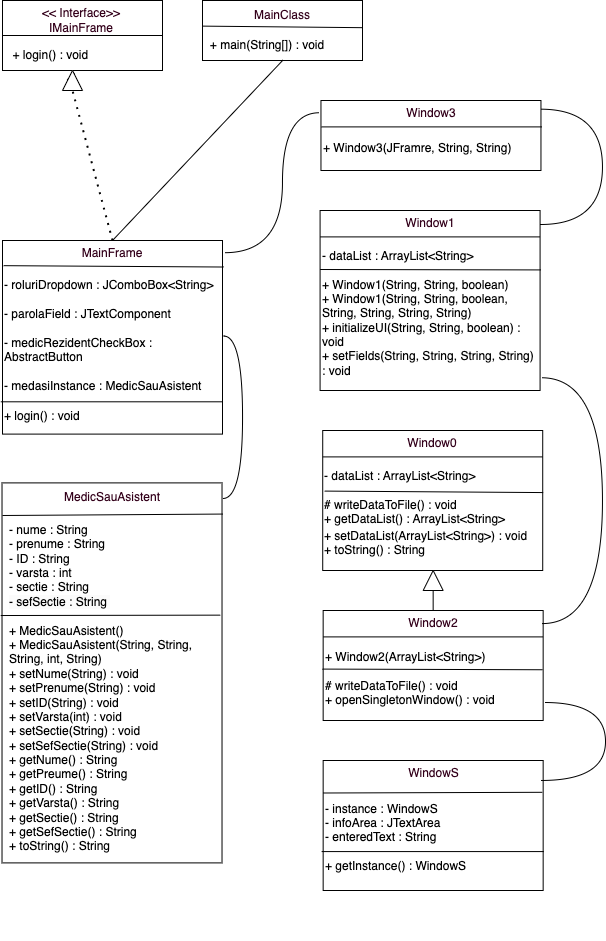 << Interface>>
IMainFrame
+ login() : void
MainClass
+ main(String[]) : void
MainFrame
- roluriDropdown : JComboBox<String>
- parolaField : JTextComponent
- medicRezidentCheckBox :
AbstractButton
- medasiInstance : MedicSauAsistent
+ login() : void
MedicSauAsistent
- nume : String
- prenume : String
- ID : String
- varsta : int
- sectie : String
- sefSectie : String
+ MedicSauAsistent()
+ MedicSauAsistent(String, String,
String, int, String)
+ setNume(String) : void
+ setPrenume(String) : void
+ setID(String) : void
+ setVarsta(int) : void
+ setSectie(String) : void
+ setSefSectie(String) : void
+ getNume() : String
+ getPreume() : String
+ getID() : String
+ getVarsta() : String
+ getSectie() : String
+ getSefSectie() : String
+ toString() : String
Window3
+ Window3(JFramre, String, String)
Window1
- dataList : ArrayList<String>
+ Window1(String, String, boolean)
+ Window1(String, String, boolean,
String, String, String, String)
+ initializeUI(String, String, boolean) :
void
+ setFields(String, String, String, String)
: void
Window0
- dataList : ArrayList<String>
# writeDataToFile() : void
+ getDataList() : ArrayList<String>
+ setDataList(ArrayList<String>) : void
+ toString() : String
Window2
+ Window2(ArrayList<String>)
# writeDataToFile() : void
+ openSingletonWindow() : void
WindowS
- instance : WindowS
- infoArea : JTextArea
- enteredText : String
+ getInstance() : WindowS